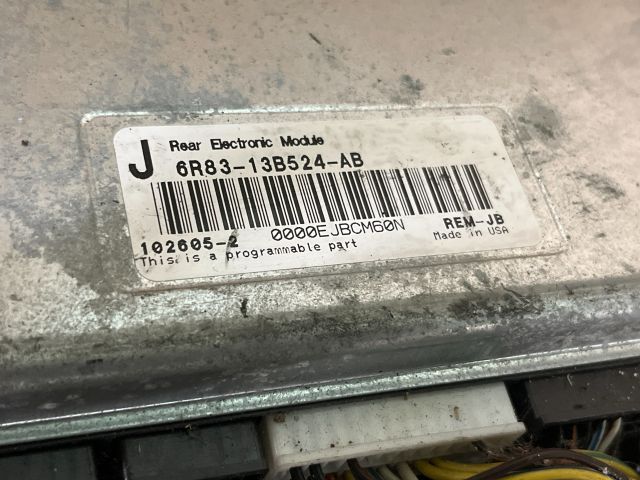 J Rear Electronic Module
6R83-13B524-AB
102605-2 0000EJBCM60N REM-JB
This is a programmable part Made in USA